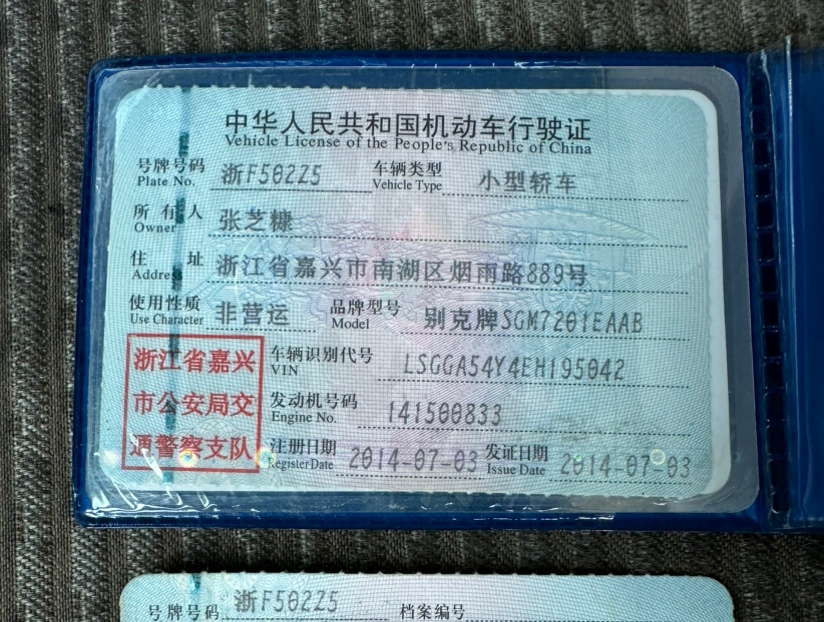 中华人民共和国机动车行驶证
Vehicle License of the People's Republic of China
号牌号码 浙F502Z5 车辆类型 小型轿车
Plate No. Vehicle Type
所有人 张芝槺
Owner
住址 浙江省嘉兴市南湖区烟雨路889号
Address
使用性质 非营运 品牌型号 别克牌SGM7201EAAB
Use Character Model
浙江省嘉兴
市公安局交
通警察支队
车辆识别代号 LSGGA54Y4EH195042
VIN
发动机号码 141500833
Engine No.
注册日期 2014-07-03 发证日期 2014-07-03
Register Date Issue Date
号牌号码 浙F502Z5 档案编号